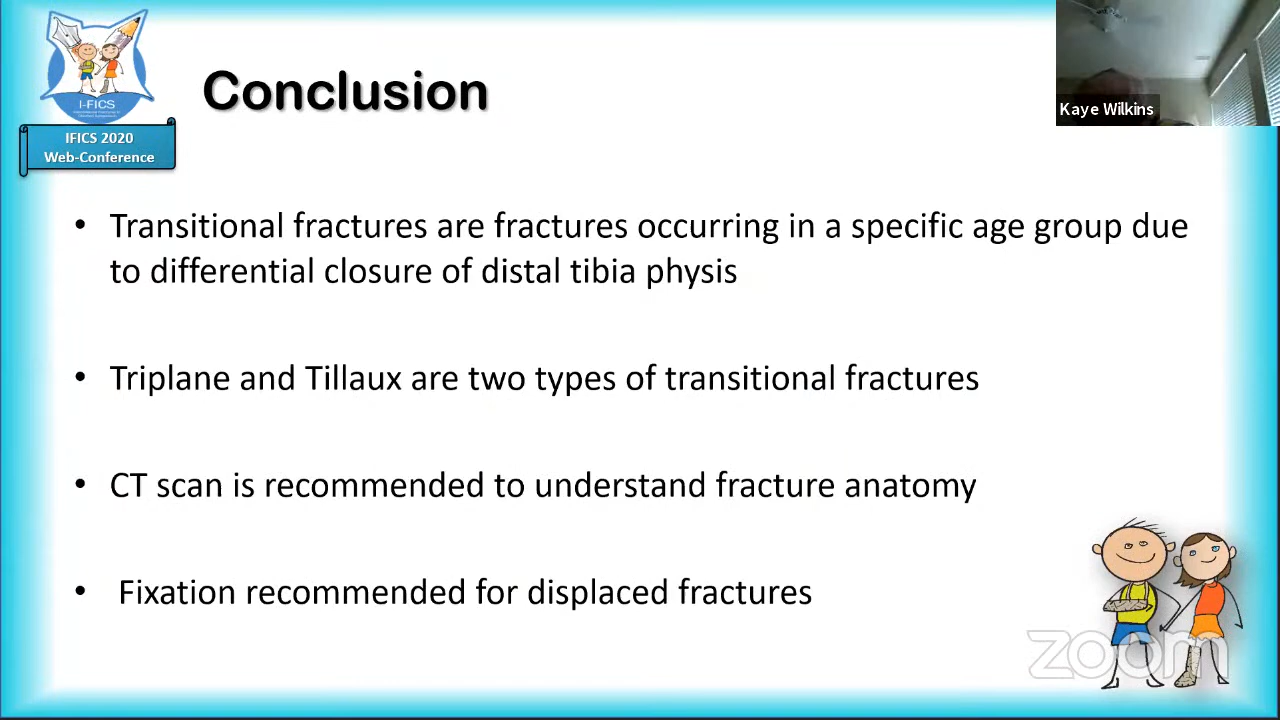 I-FICS
IFICS 2020
Web-Conference
Conclusion
Kaye Wilkins
• Transitional fractures are fractures occurring in a specific age group due
to differential closure of distal tibia physis
• Triplane and Tillaux are two types of transitional fractures
• CT scan is recommended to understand fracture anatomy
• Fixation recommended for displaced fractures
zoom